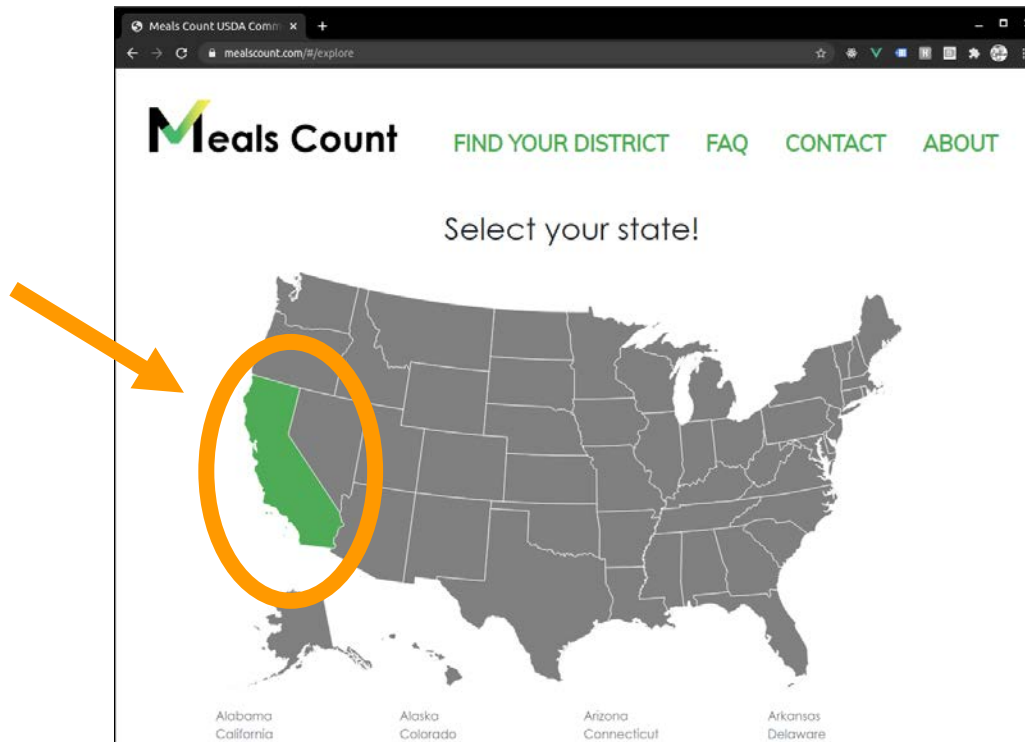 Meals Count USDA Comm
mealscount.com/#/explore
Meals Count
FIND YOUR DISTRICT FAQ CONTACT ABOUT
Select your state!
Alabama Alaska Arizona Arkansas
California Colorado Connecticut Delaware